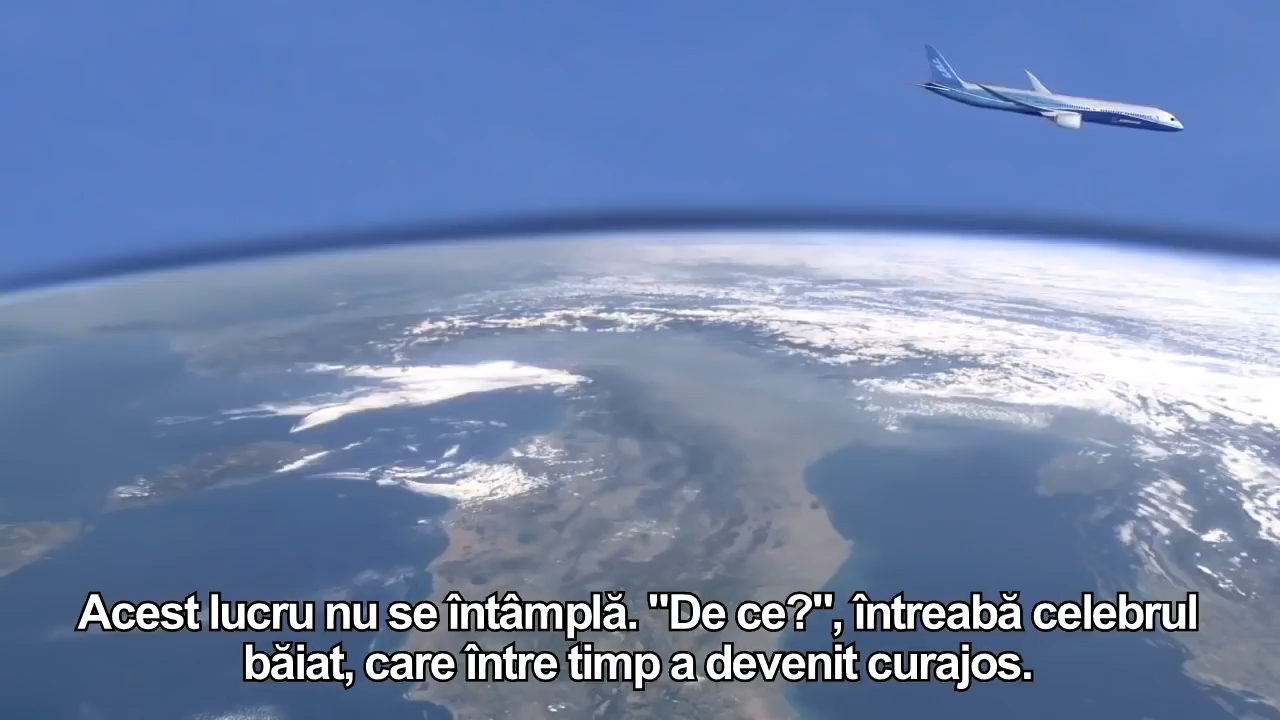 Acest lucru nu se întâmplă. "De ce?", întreabă celebrul
băiat, care între timp a devenit curajos.